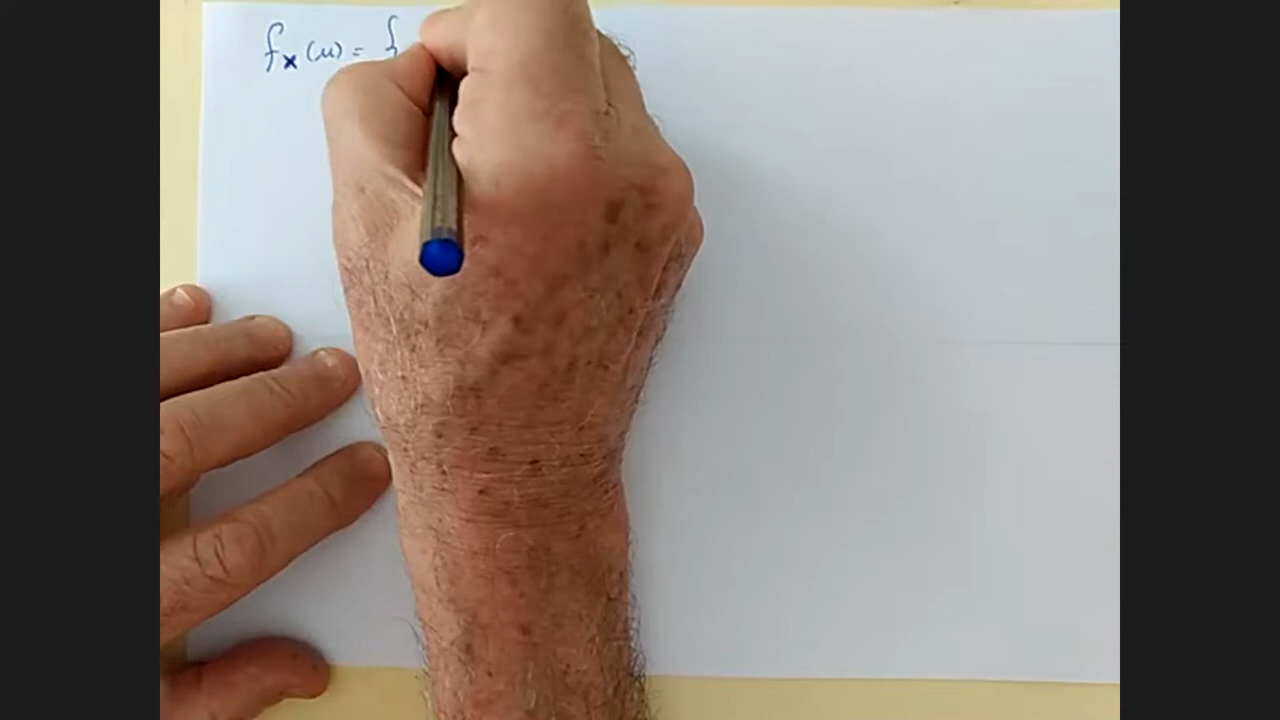 fₓ(u) = {